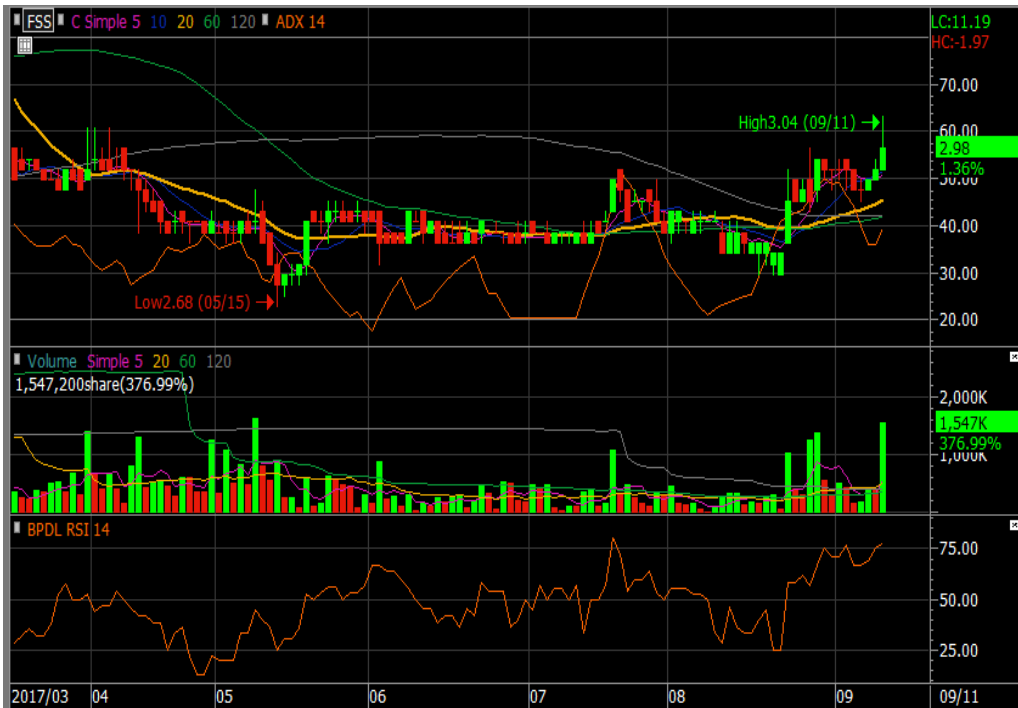 FSS C Simple 5 10 20 60 120 ADX 14
LC:11.19
HC:-1.97
70.00
High3.04 (09/11)
60.00
2.98
1.36%
50.00
40.00
30.00
Low2.68 (05/15)
20.00
Volume Simple 5 20 60 120
1,547,200share(376.99%)
2,000K
1,547K
376.99%
1,000K
BPDL RSI 14
75.00
50.00
25.00
2017/03 04 05 06 07 08 09 09/11